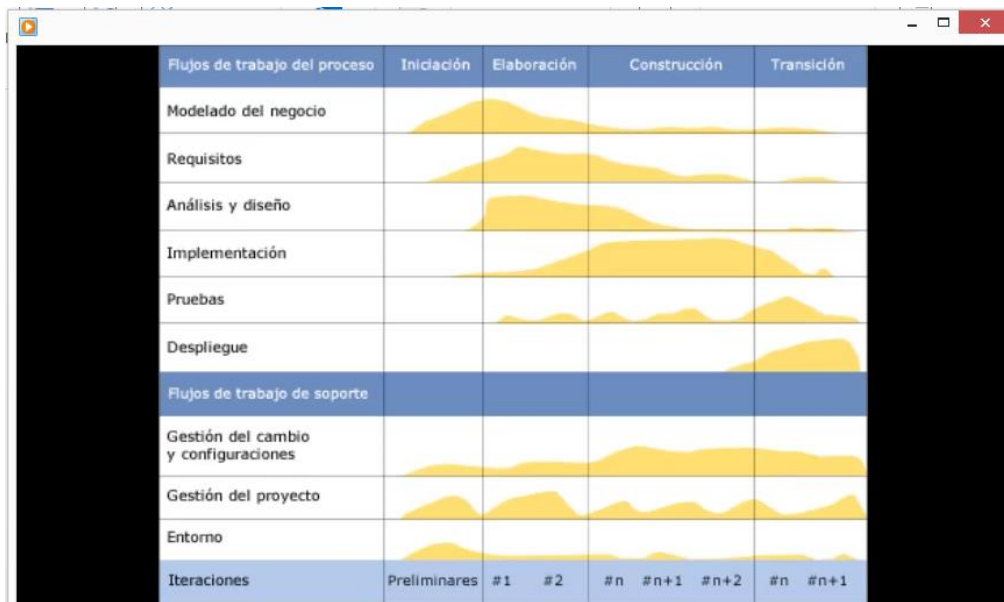 Flujos de trabajo del proceso Iniciación Elaboración Construcción Transición
Modelado del negocio
Requisitos
Análisis y diseño
Implementación
Pruebas
Despliegue
Flujos de trabajo de soporte
Gestión del cambio
y configuraciones
Gestión del proyecto
Entorno
Iteraciones Preliminares #1 #2 #n #n+1 #n+2 #n #n+1